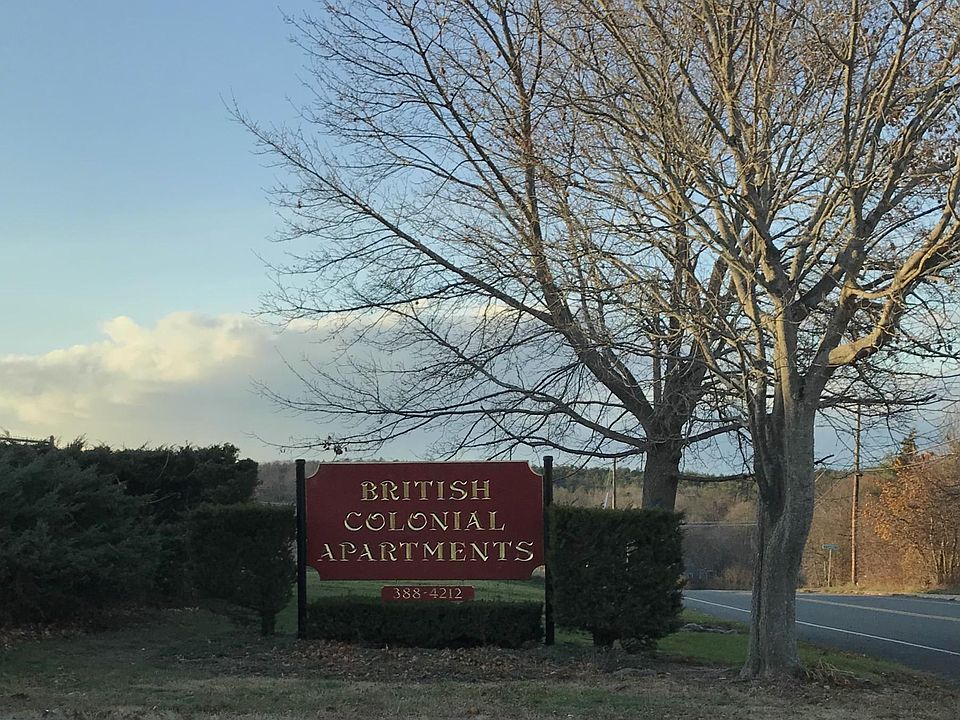 BRITISH
COLONIAL
APARTMENTS
388-4212